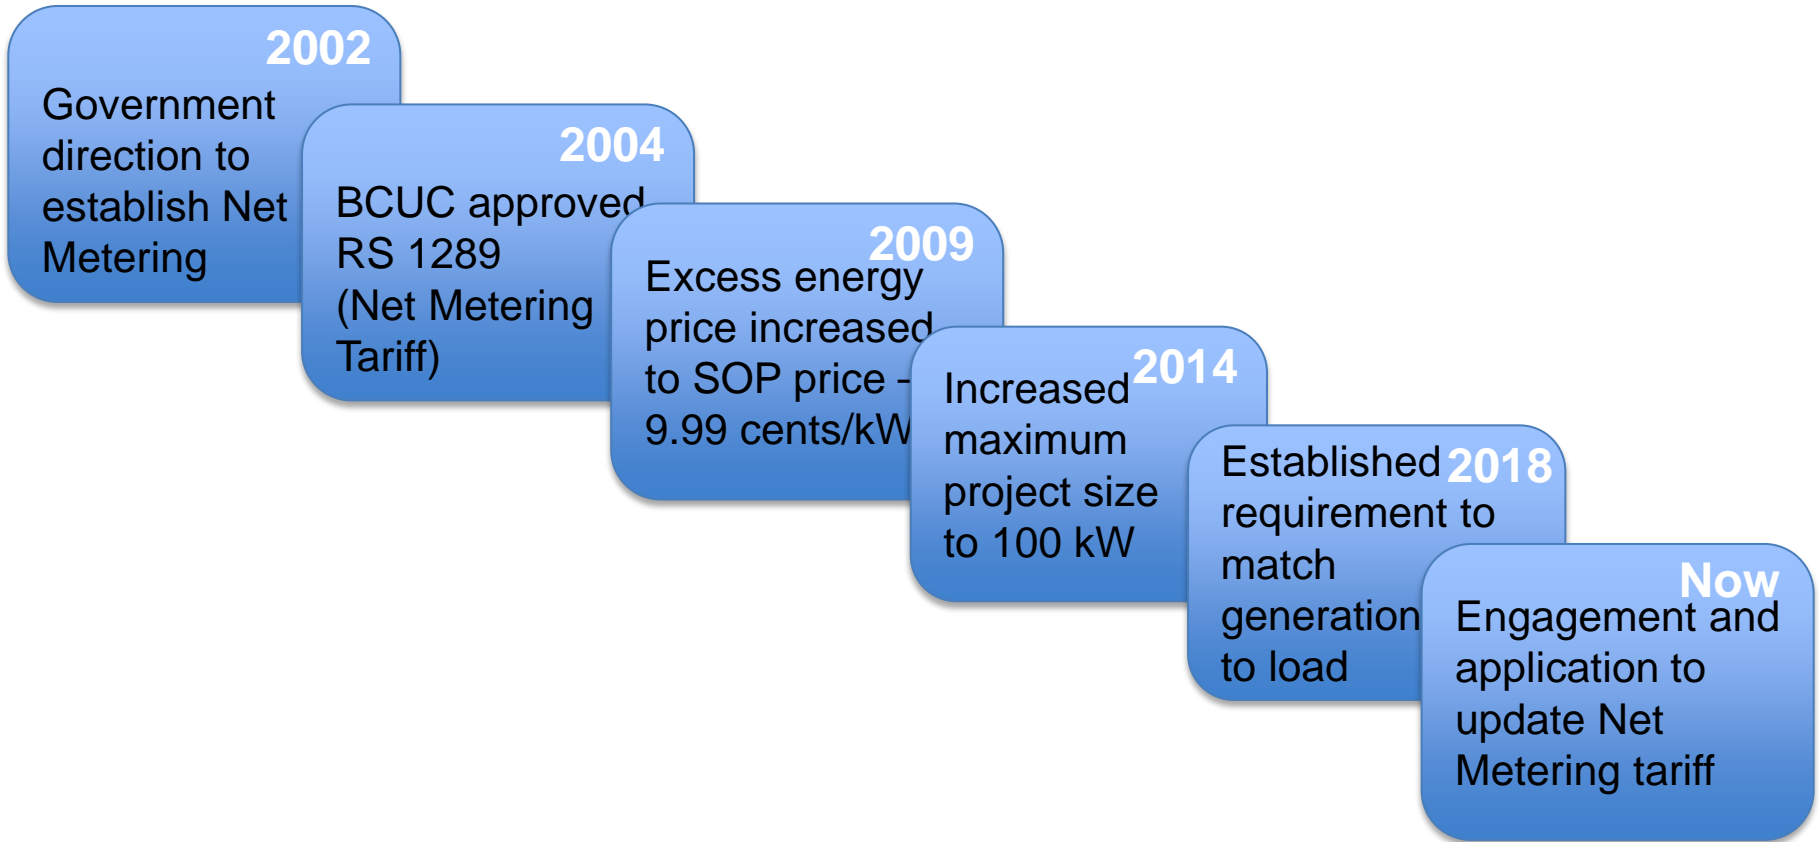 2002
Government
direction to
establish Net
Metering
2004
BCUC approved
RS 1289
(Net Metering
Tariff)
2009
Excess energy
price increased
to SOP price -
9.99 cents/kW
2014
Increased
maximum
project size
to 100 kW
2018
Established
requirement to
match
generation
to load
Now
Engagement and
application to
update Net
Metering tariff